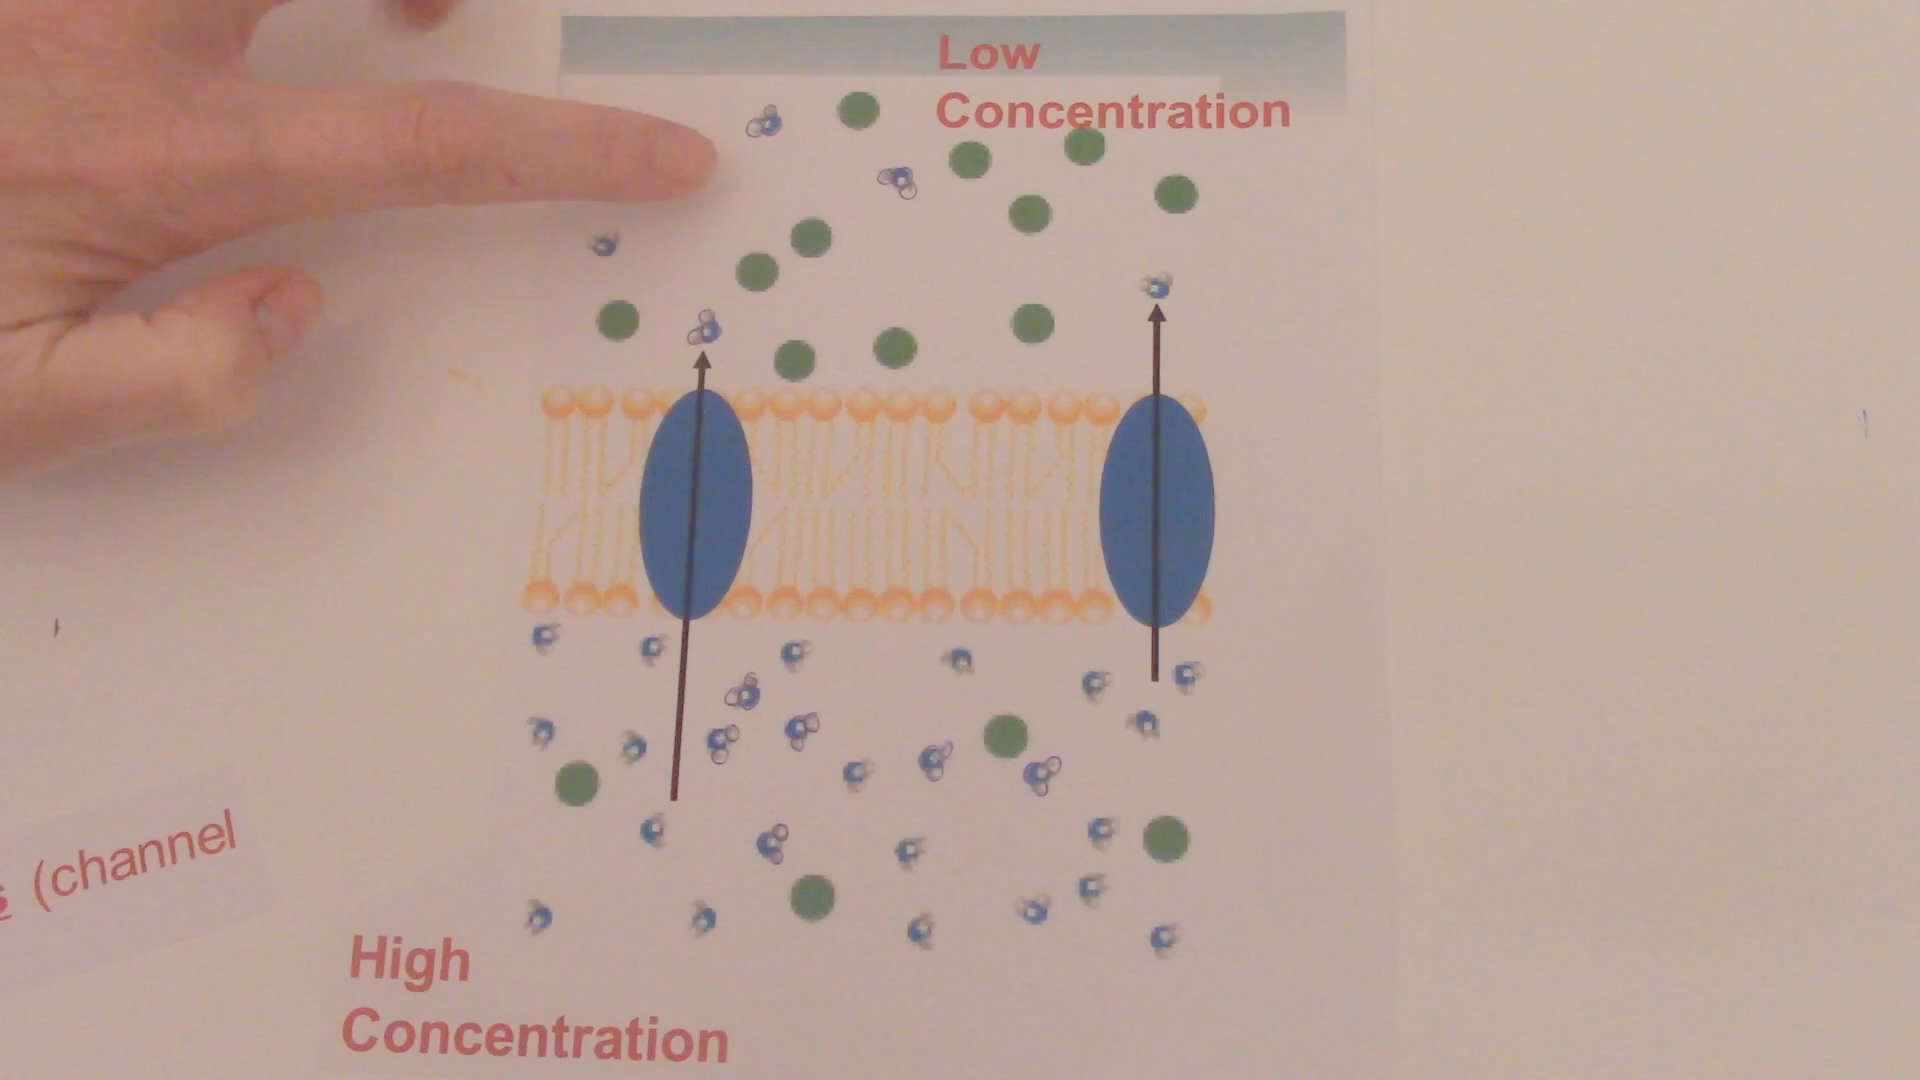 Low
Concentration
(channel
High
Concentration